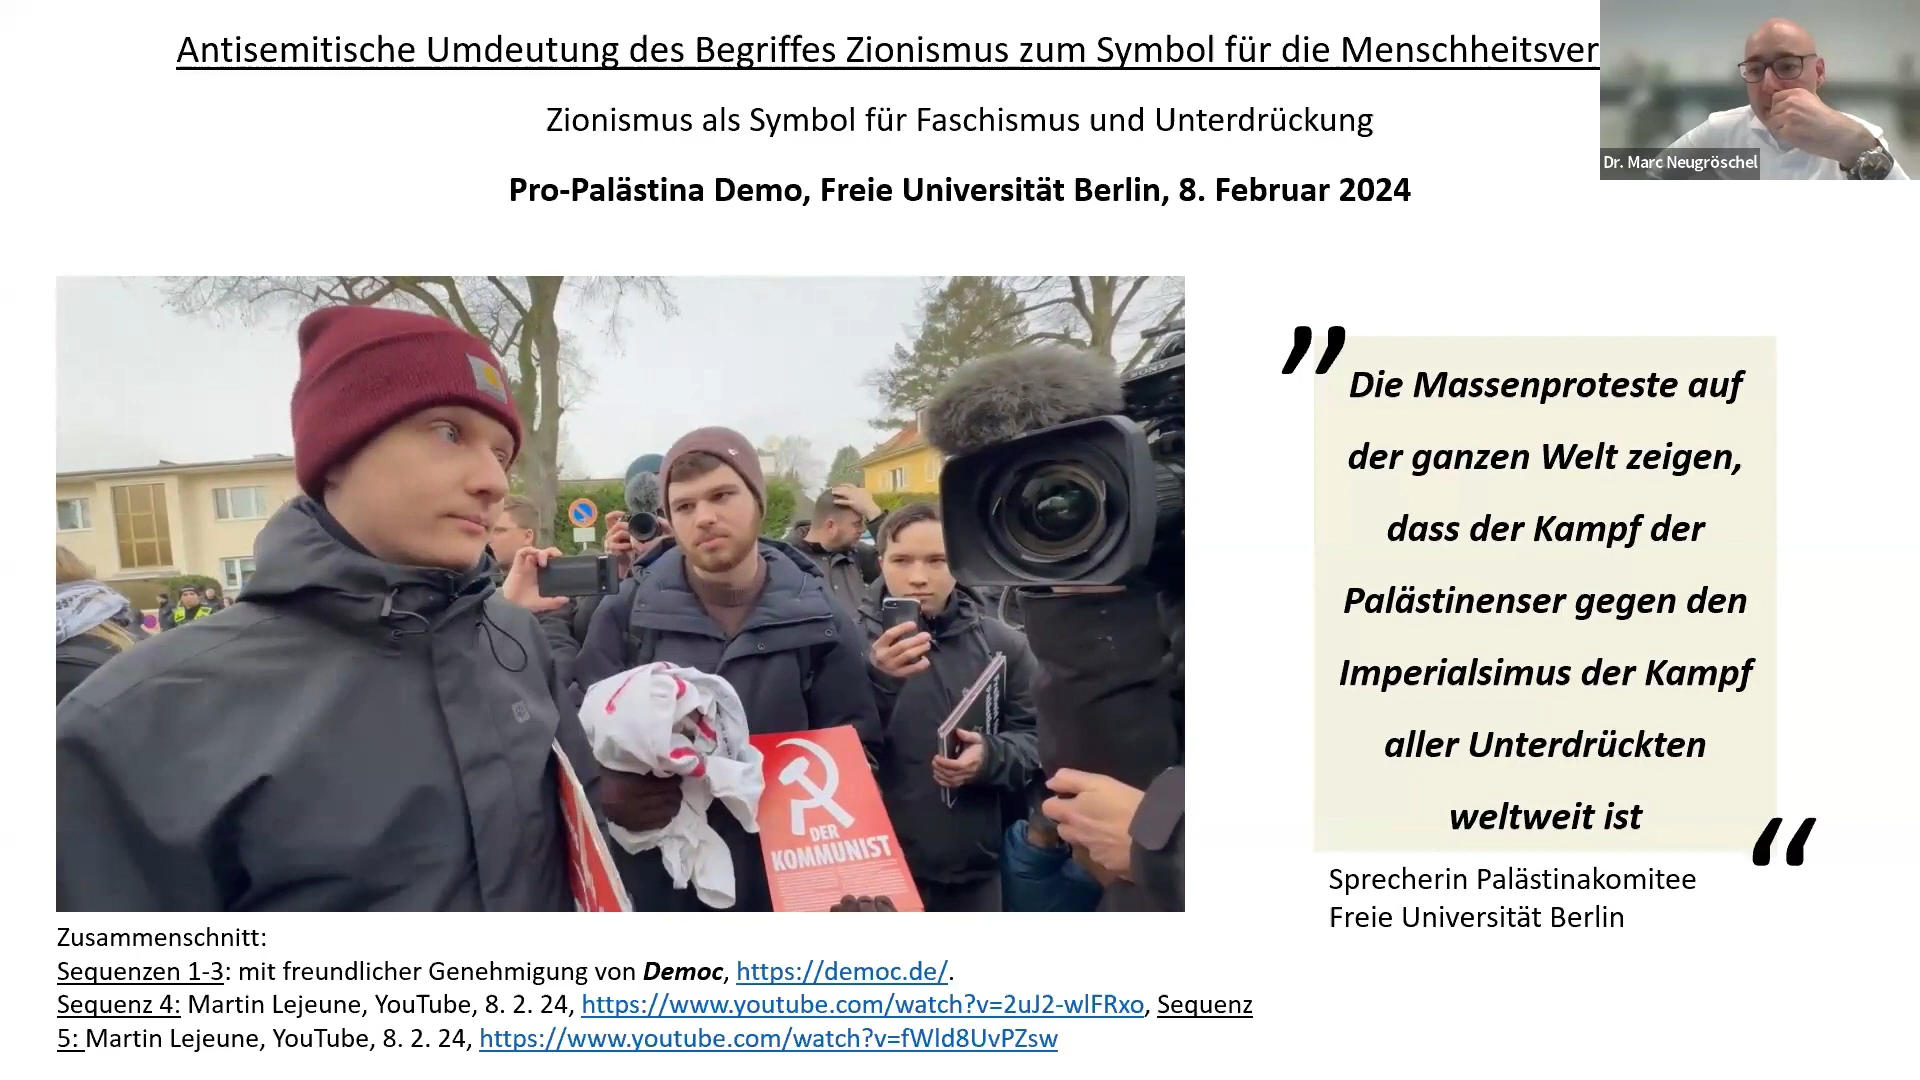 Antisemitische Umdeutung des Begriffes Zionismus zum Symbol für die Menschheitsver
Dr. Marc Neugröschel
Zionismus als Symbol für Faschismus und Unterdrückung
Pro-Palästina Demo, Freie Universität Berlin, 8. Februar 2024
SONY
DER
KOMMUNIST
” Die Massenproteste auf
der ganzen Welt zeigen,
dass der Kampf der
Palästinenser gegen den
Imperialsimus der Kampf
aller Unterdrückten
weltweit ist “
Sprecherin Palästinakomitee
Freie Universität Berlin
Zusammenschnitt:
Sequenzen 1-3: mit freundlicher Genehmigung von Democ, https://democ.de/.
Sequenz 4: Martin Lejeune, YouTube, 8. 2. 24, https://www.youtube.com/watch?v=2uJ2-wlFRxo, Sequenz
5: Martin Lejeune, YouTube, 8. 2. 24, https://www.youtube.com/watch?v=fWld8UvPZsw